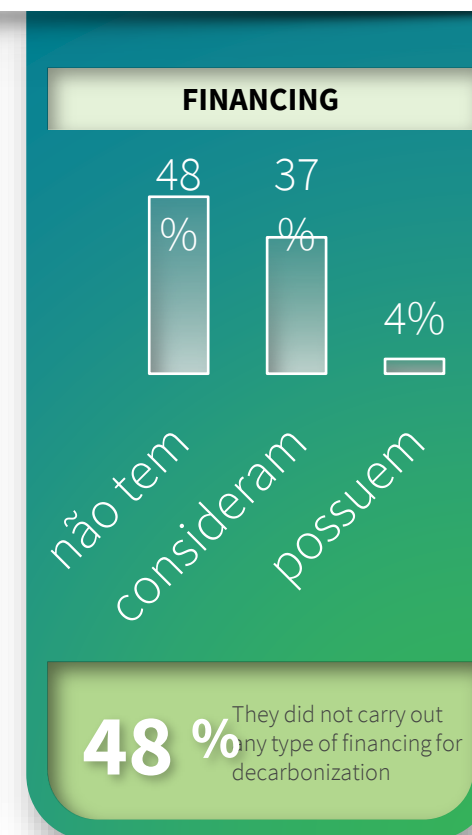 FINANCING
48
%
37
%
4%
não tem
consideram
possuem
48 %
They did not carry out
any type of financing for
decarbonization